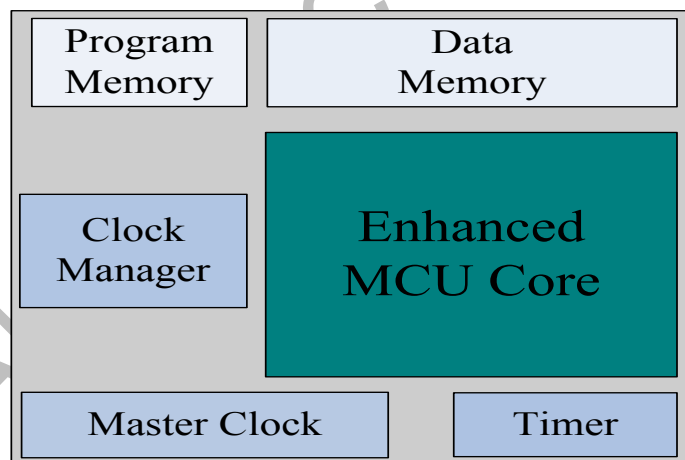 Program
Memory
Data
Memory
Clock
Manager
Enhanced
MCU Core
Master Clock
Timer